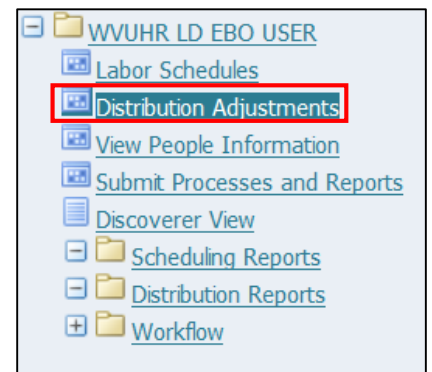 WVUHR LD EBO USER
Labor Schedules
Distribution Adjustments
View People Information
Submit Processes and Reports
Discoverer View
Scheduling Reports
Distribution Reports
Workflow